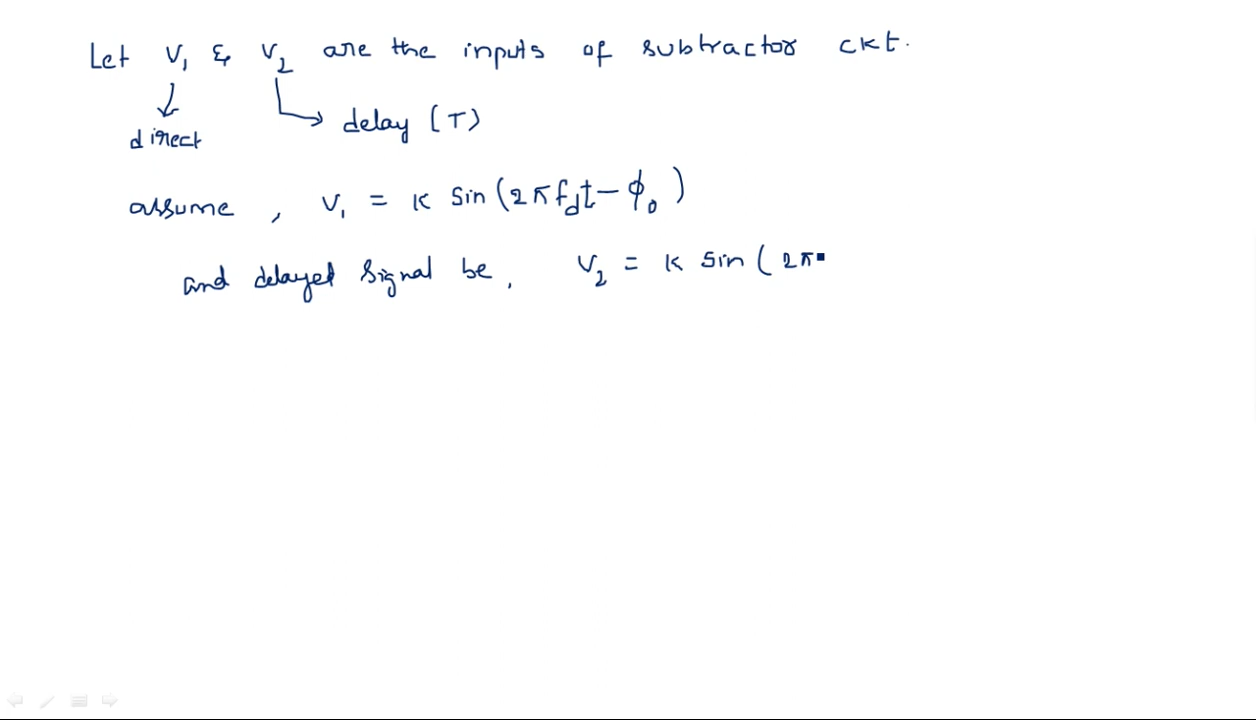 Let V₁ & V₂ are the inputs of subtractor ckt.
direct
delay (T)
assume , V₁ = K Sin(2πf_dt - ϕ₀)
and delayed signal be, V₂ = K Sin(2π